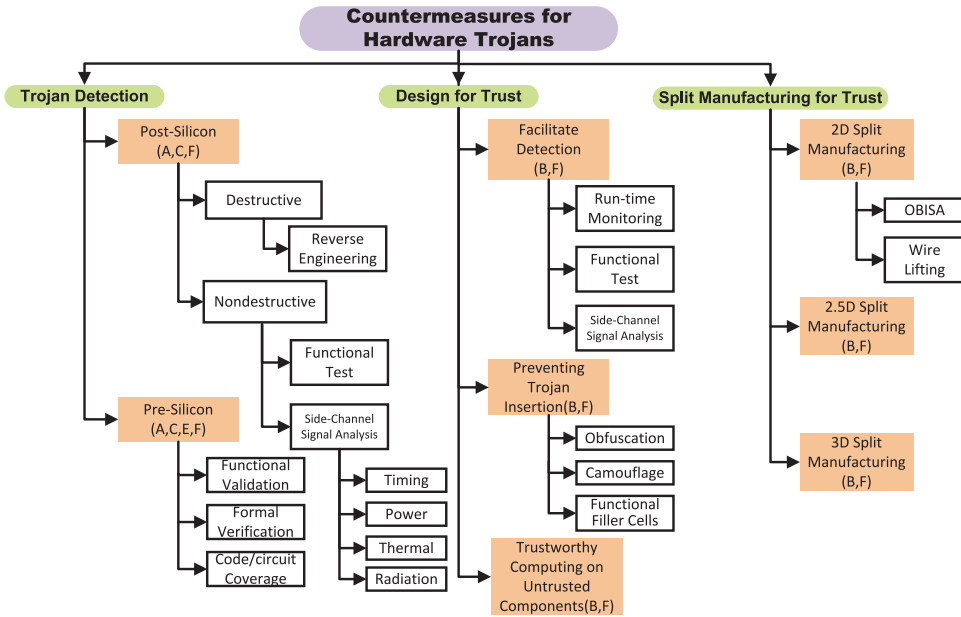 Countermeasures for
Hardware Trojans
Trojan Detection
Post-Silicon
(A,C,F)
Destructive
Reverse
Engineering
Nondestructive
Functional
Test
Side-Channel
Signal Analysis
Timing
Power
Thermal
Radiation
Pre-Silicon
(A,C,E,F)
Functional
Validation
Formal
Verification
Code/circuit
Coverage
Design for Trust
Facilitate
Detection
(B,F)
Run-time
Monitoring
Functional
Test
Side-Channel
Signal Analysis
Preventing
Trojan
Insertion(B,F)
Obfuscation
Camouflage
Functional
Filler Cells
Trustworthy
Computing on
Untrusted
Components(B,F)
Split Manufacturing for Trust
2D Split
Manufacturing
(B,F)
OBISA
Wire
Lifting
2.5D Split
Manufacturing
(B,F)
3D Split
Manufacturing
(B,F)